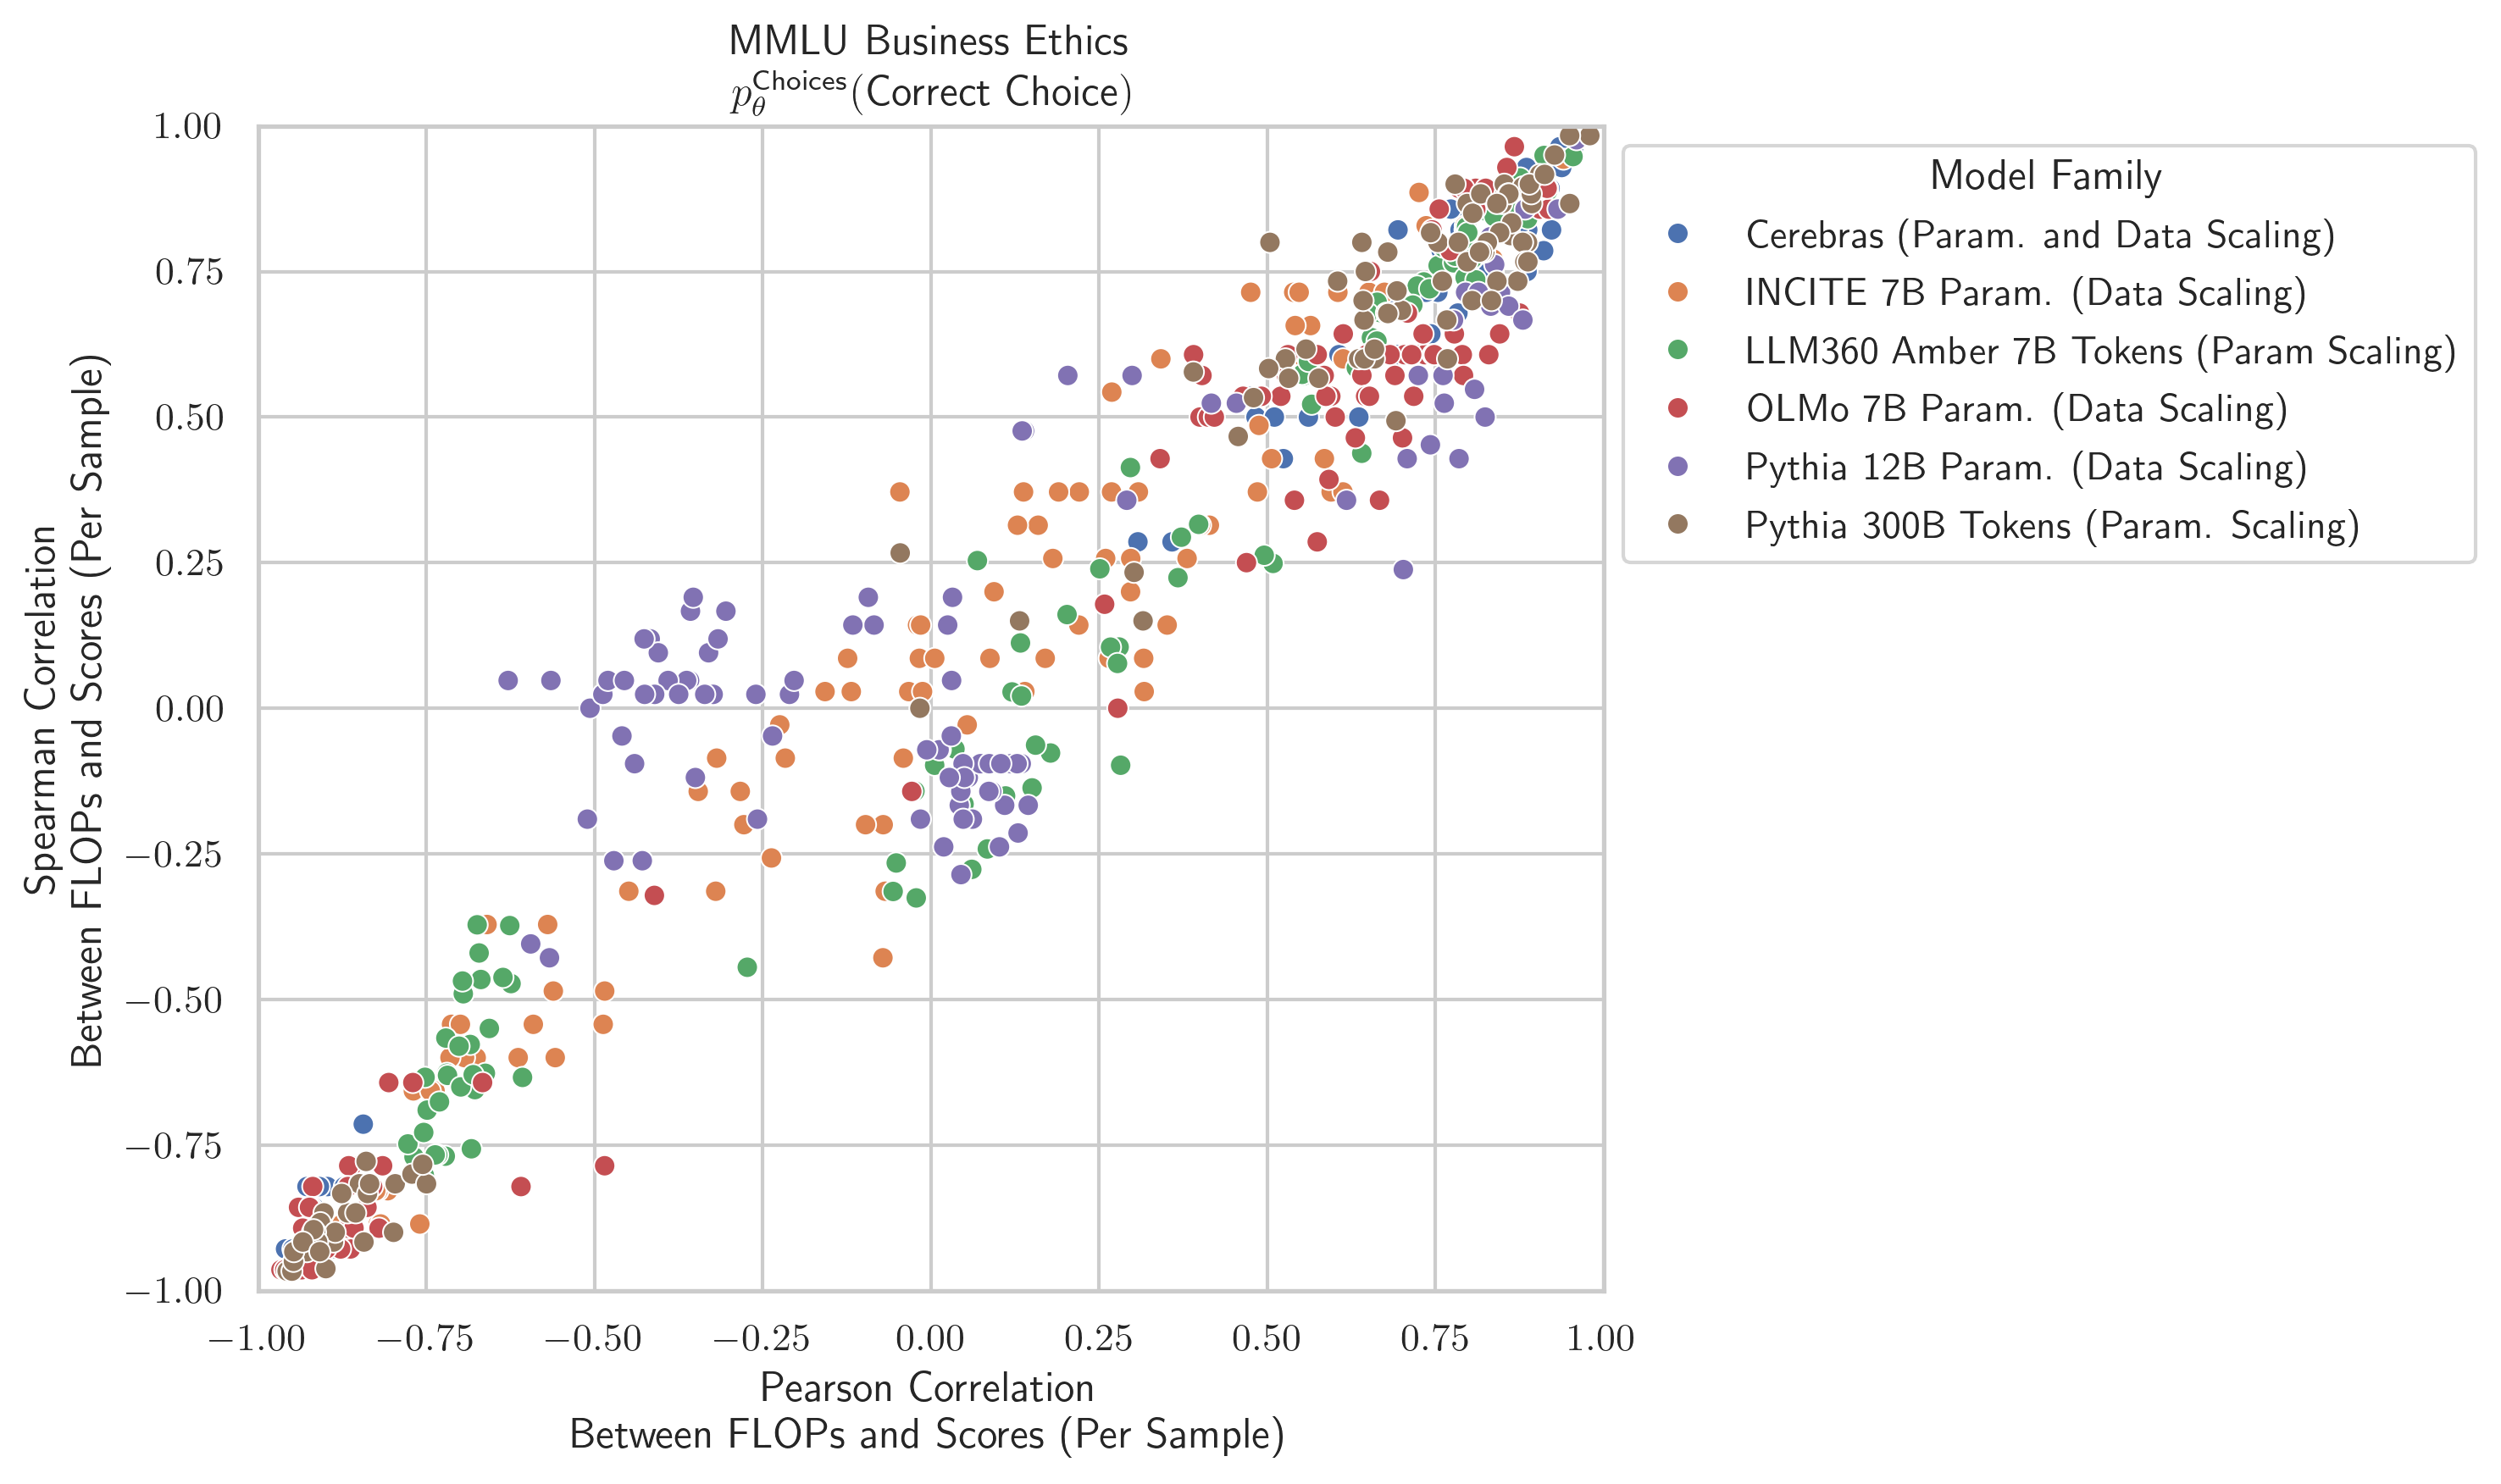 MMLU Business Ethics
p_θ^Choices(Correct Choice)
1.00
0.75
0.50
0.25
0.00
−0.25
−0.50
−0.75
−1.00
Spearman Correlation
Between FLOPs and Scores (Per Sample)
−1.00
−0.75
−0.50
−0.25
0.00
0.25
0.50
0.75
1.00
Pearson Correlation
Between FLOPs and Scores (Per Sample)
Model Family
Cerebras (Param. and Data Scaling)
INCITE 7B Param. (Data Scaling)
LLM360 Amber 7B Tokens (Param Scaling)
OLMo 7B Param. (Data Scaling)
Pythia 12B Param. (Data Scaling)
Pythia 300B Tokens (Param. Scaling)